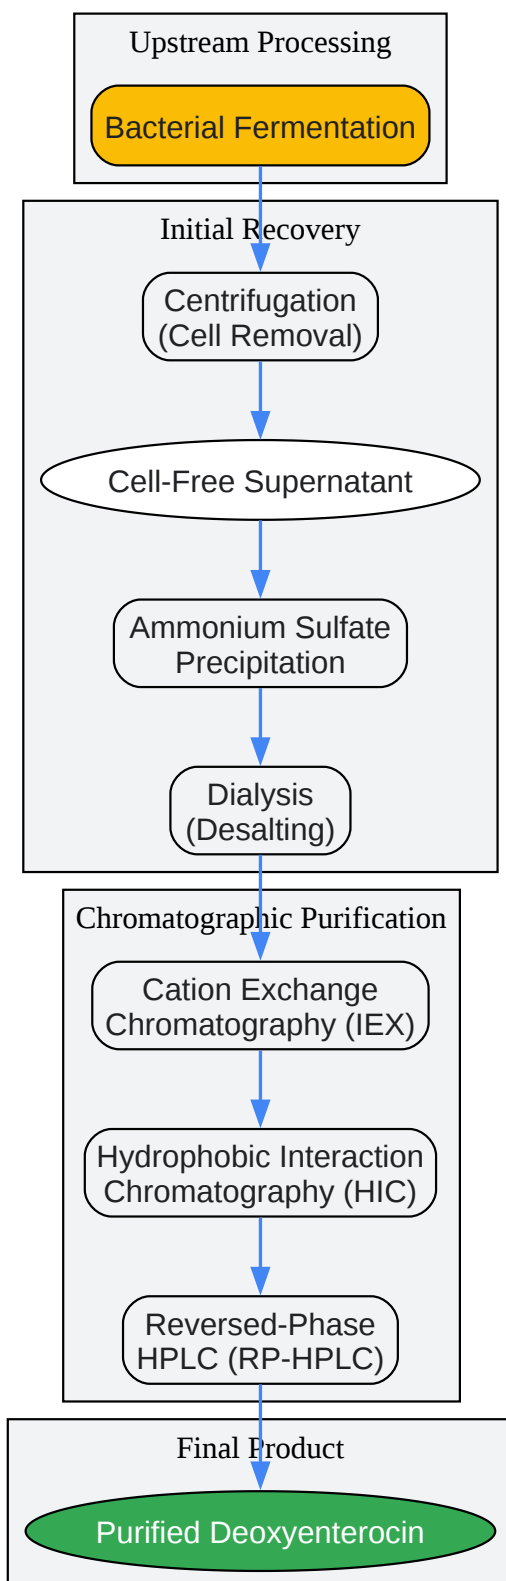 Upstream Processing
Bacterial Fermentation
Initial Recovery
Centrifugation
(Cell Removal)
Cell-Free Supernatant
Ammonium Sulfate
Precipitation
Dialysis
(Desalting)
Chromatographic Purification
Cation Exchange
Chromatography (IEX)
Hydrophobic Interaction
Chromatography (HIC)
Reversed-Phase
HPLC (RP-HPLC)
Final Product
Purified Deoxyenterocin